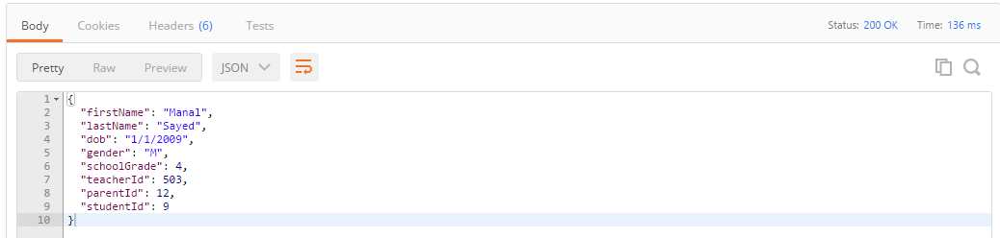 Body Cookies Headers (6) Tests Status: 200 OK Time: 136 ms
Pretty Raw Preview JSON
1 {
2 "firstName": "Manal",
3 "lastName": "Sayed",
4 "dob": "1/1/2009",
5 "gender": "M",
6 "schoolGrade": 4,
7 "teacherId": 503,
8 "parentId": 12,
9 "studentId": 9
10 }